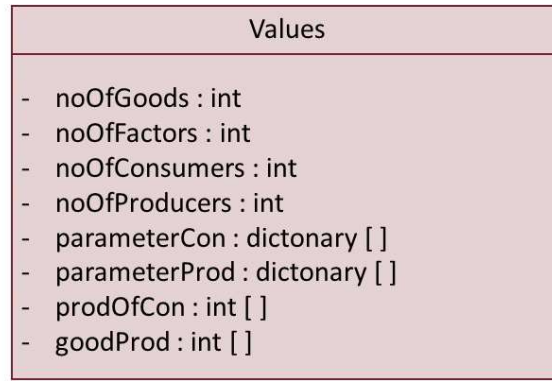 Values
- noOfGoods : int
- noOfFactors : int
- noOfConsumers : int
- noOfProducers : int
- parameterCon : dictonary [ ]
- parameterProd : dictonary [ ]
- prodOfCon : int [ ]
- goodProd : int [ ]